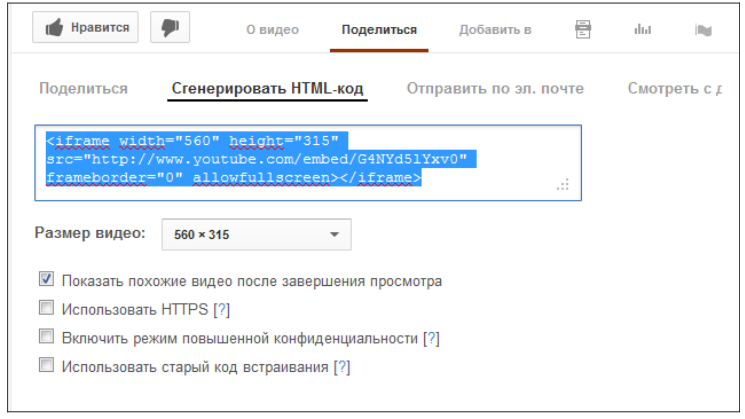 Нравится О видео Поделиться Добавить в
Поделиться Сгенерировать HTML-код Отправить по эл. почте Смотреть с д
<iframe width="560" height="315"
src="http://www.youtube.com/embed/G4NYd5lYxv0"
frameborder="0" allowfullscreen></iframe>
Размер видео: 560 × 315
Показать похожие видео после завершения просмотра
Использовать HTTPS [?]
Включить режим повышенной конфиденциальности [?]
Использовать старый код встраивания [?]